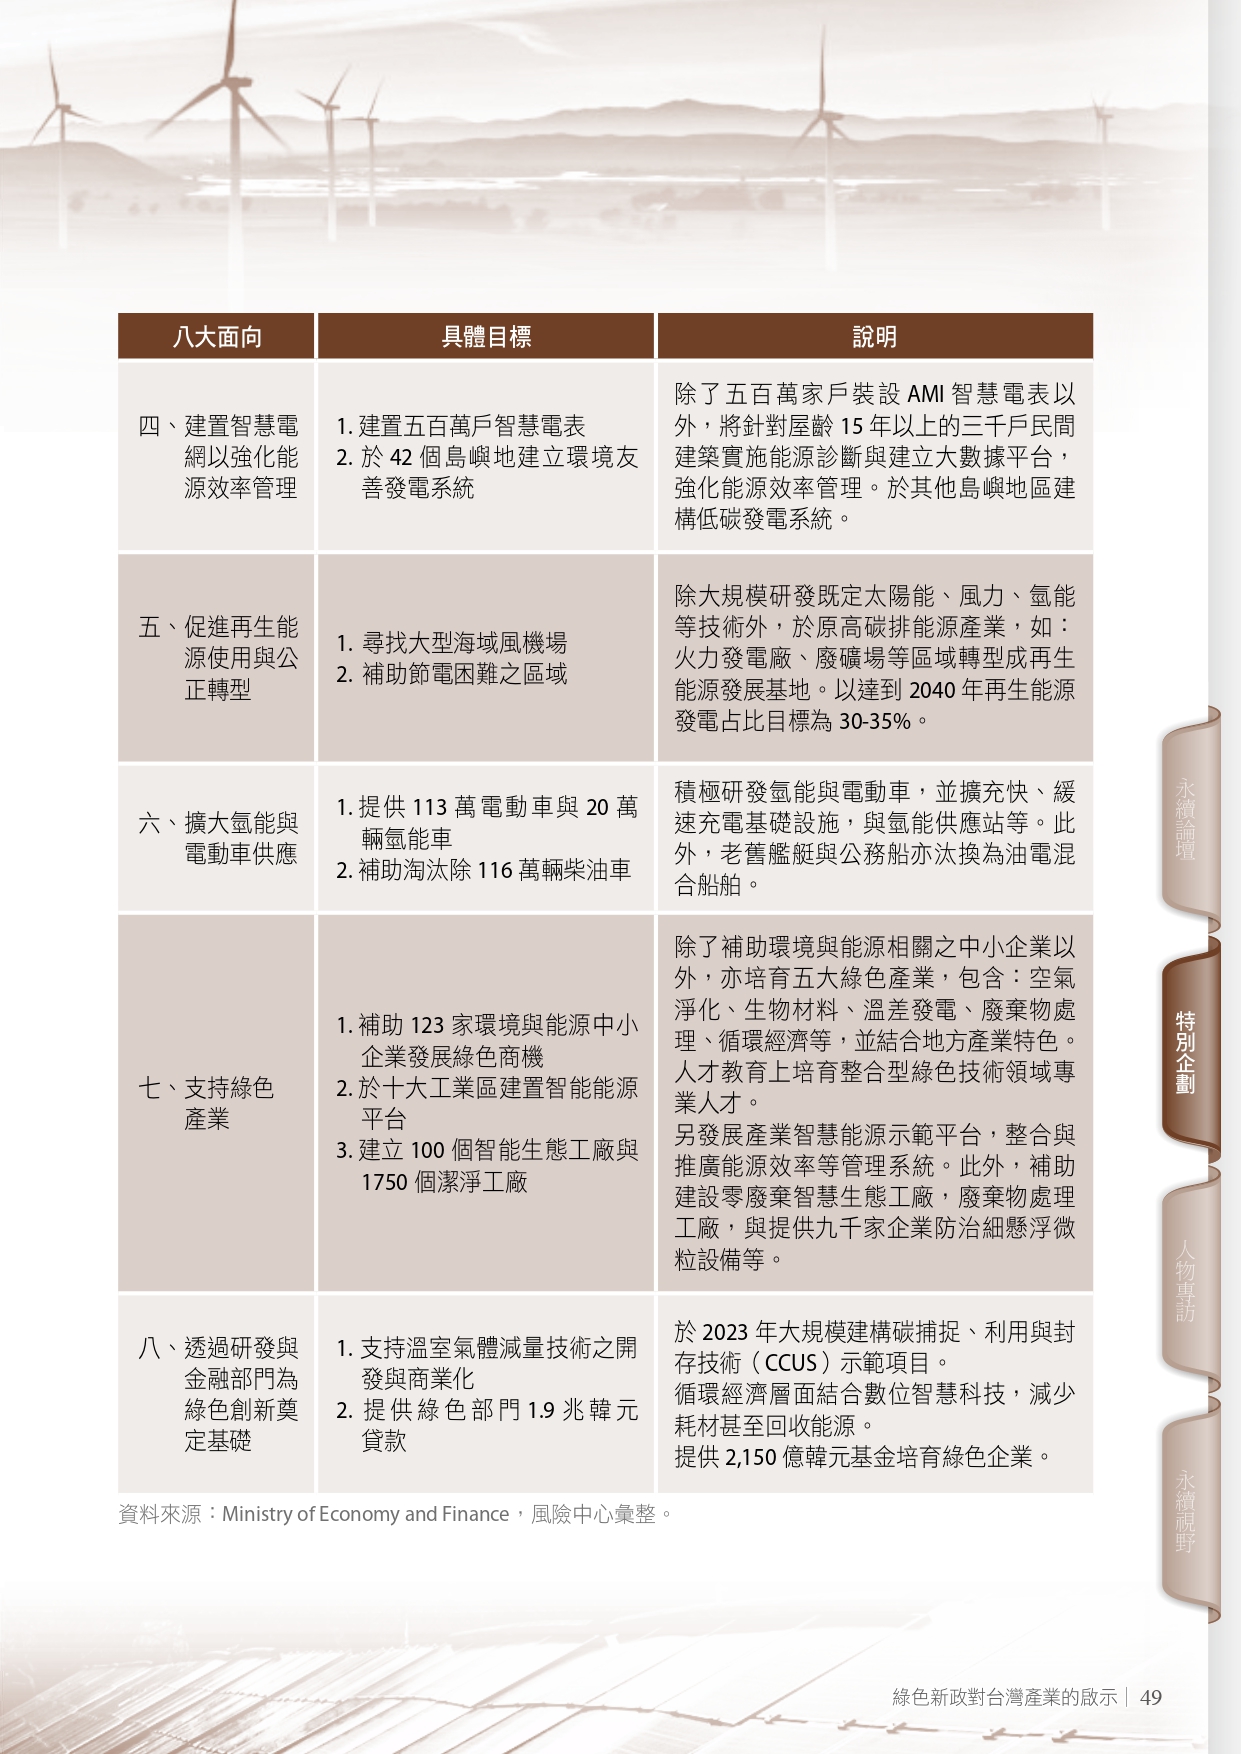 八大面向
具體目標
說明
四、建置智慧電
網以強化能
源效率管理
1. 建置五百萬戶智慧電表
2. 於 42 個島嶼地建立環境友
善發電系統
除了五百萬家戶裝設 AMI 智慧電表以
外，將針對屋齡 15 年以上的三千戶民間
建築實施能源診斷與建立大數據平台，
強化能源效率管理。於其他島嶼地區建
構低碳發電系統。
五、促進再生能
源使用與公
正轉型
1. 尋找大型海域風機場
2. 補助節電困難之區域
除大規模研發既定太陽能、風力、氫能
等技術外，於原高碳排能源產業，如：
火力發電廠、廢礦場等區域轉型成再生
能源發展基地。以達到 2040 年再生能源
發電占比目標為 30-35%。
六、擴大氫能與
電動車供應
1. 提供 113 萬電動車與 20 萬
輛氫能車
2. 補助淘汰除 116 萬輛柴油車
積極研發氫能與電動車，並擴充快、緩
速充電基礎設施，與氫能供應站等。此
外，老舊艦艇與公務船亦汰換為油電混
合船舶。
七、支持綠色
產業
1. 補助 123 家環境與能源中小
企業發展綠色商機
2. 於十大工業區建置智能能源
平台
3. 建立 100 個智能生態工廠與
1750 個潔淨工廠
除了補助環境與能源相關之中小企業以
外，亦培育五大綠色產業，包含：空氣
淨化、生物材料、溫差發電、廢棄物處
理、循環經濟等，並結合地方產業特色。
人才教育上培育整合型綠色技術領域專
業人才。
另發展產業智慧能源示範平台，整合與
推廣能源效率等管理系統。此外，補助
建設零廢棄智慧生態工廠，廢棄物處理
工廠，與提供九千家企業防治細懸浮微
粒設備等。
八、透過研發與
金融部門為
綠色創新奠
定基礎
1. 支持溫室氣體減量技術之開
發與商業化
2. 提供綠色部門 1.9 兆韓元
貸款
於 2023 年大規模建構碳捕捉、利用與封
存技術（CCUS）示範項目。
循環經濟層面結合數位智慧科技，減少
耗材甚至回收能源。
提供 2,150 億韓元基金培育綠色企業。
資料來源：Ministry of Economy and Finance，風險中心彙整。
永續論壇
特別企劃
人物專訪
永續視野
綠色新政對台灣產業的啟示｜ 49